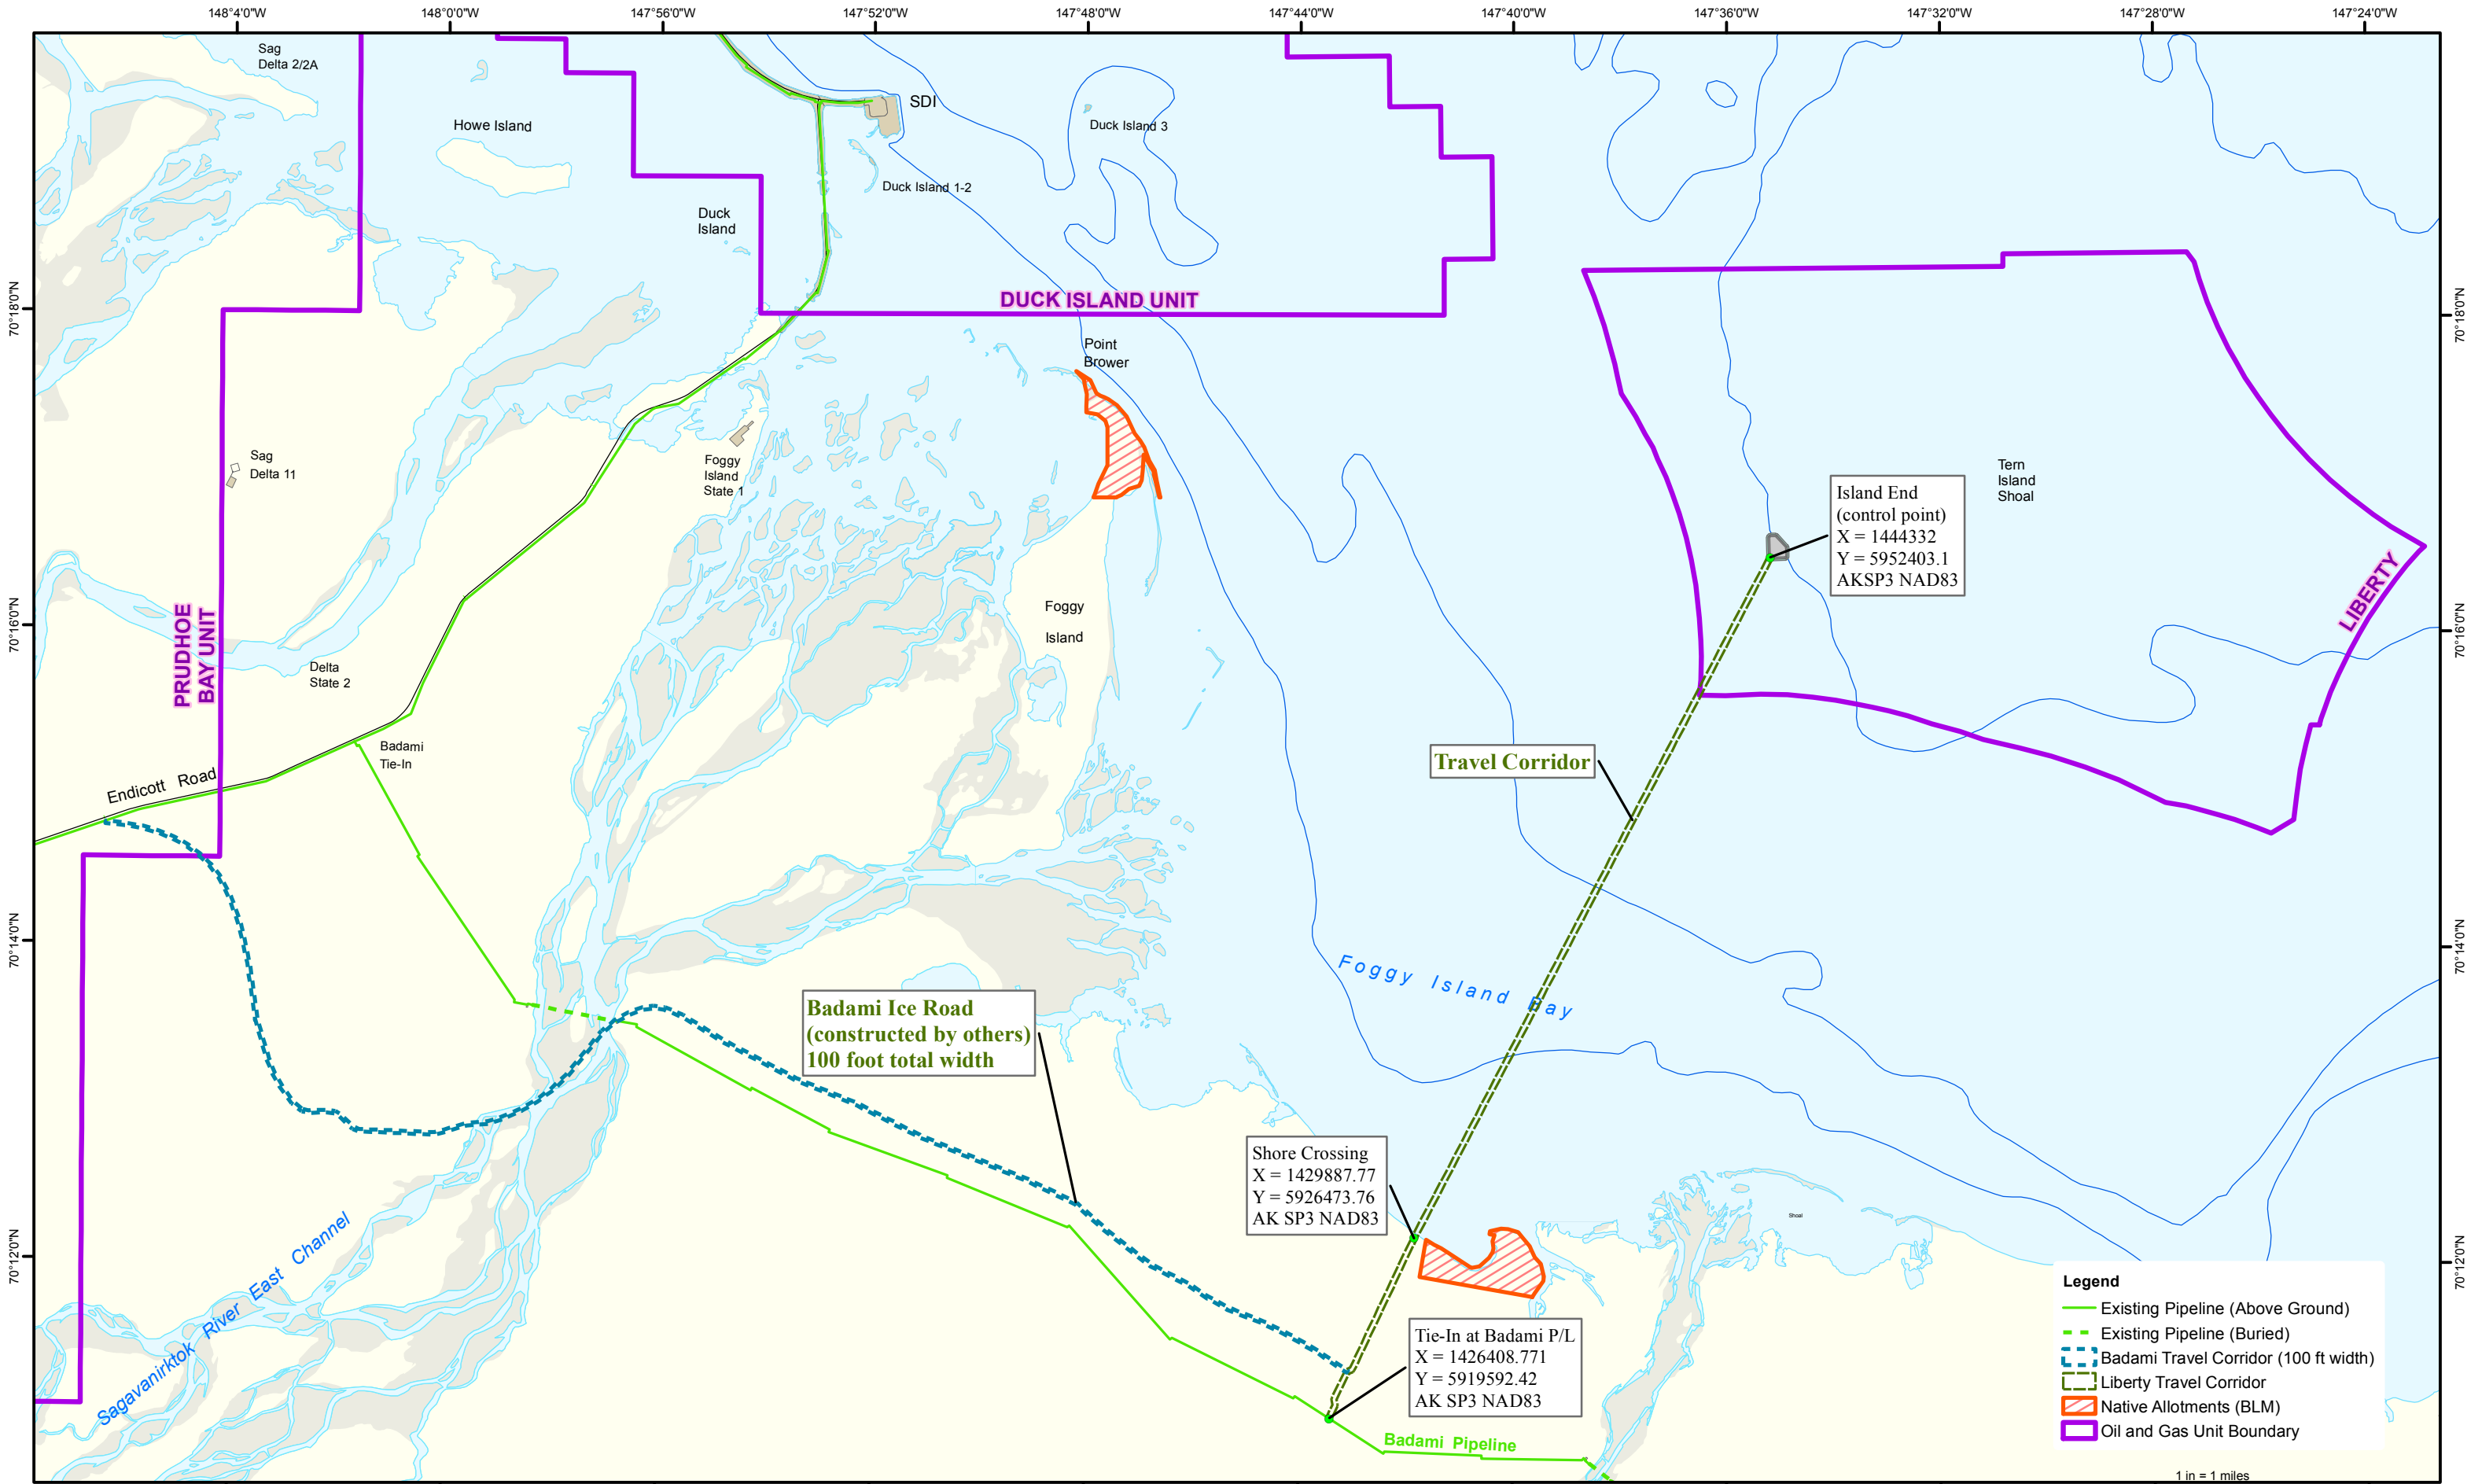 148°4'0"W
148°0'0"W
147°56'0"W
147°52'0"W
147°48'0"W
147°44'0"W
147°40'0"W
147°36'0"W
147°32'0"W
147°28'0"W
147°24'0"W
Sag
Delta 2/2A
Howe Island
SDI
Duck Island 3
Duck Island 1-2
Duck
Island
DUCK ISLAND UNIT
70°18'0"N
70°18'0"N
Point
Brower
Sag
Delta 11
Foggy
Island
State 1
Tern
Island
Shoal
Island End
(control point)
X = 1444332
Y = 5952403.1
AKSP3 NAD83
LIBERTY
70°16'0"N
70°16'0"N
PRUDHOE
BAY UNIT
Foggy
Island
Delta
State 2
Badami
Tie-In
Endicott Road
Travel Corridor
70°14'0"N
70°14'0"N
Foggy Island Bay
Badami Ice Road
(constructed by others)
100 foot total width
Shore Crossing
X = 1429887.77
Y = 5926473.76
AK SP3 NAD83
Shoal
70°12'0"N
70°12'0"N
Sagavanirktok River East Channel
Tie-In at Badami P/L
X = 1426408.771
Y = 5919592.42
AK SP3 NAD83
Badami Pipeline
Legend
Existing Pipeline (Above Ground)
Existing Pipeline (Buried)
Badami Travel Corridor (100 ft width)
Liberty Travel Corridor
Native Allotments (BLM)
Oil and Gas Unit Boundary
1 in = 1 miles